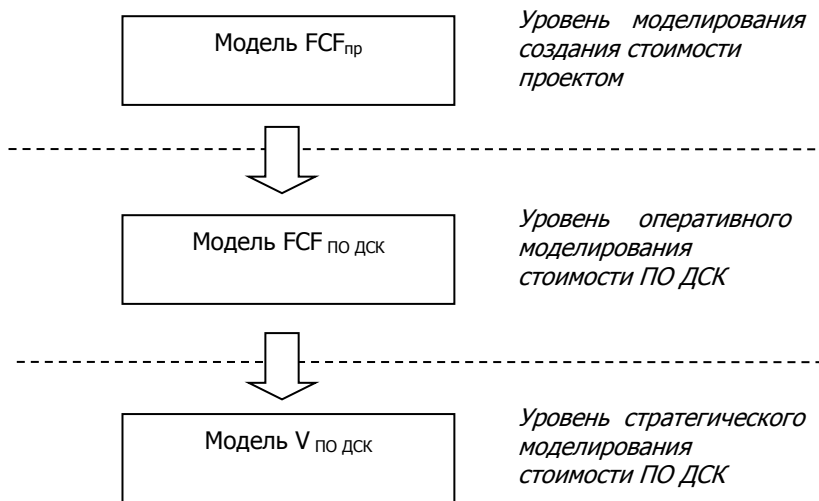 Модель FCFпр
Уровень моделирования
создания стоимости
проектом
Модель FCF ПО ДСК
Уровень оперативного
моделирования
стоимости ПО ДСК
Модель V ПО ДСК
Уровень стратегического
моделирования
стоимости ПО ДСК